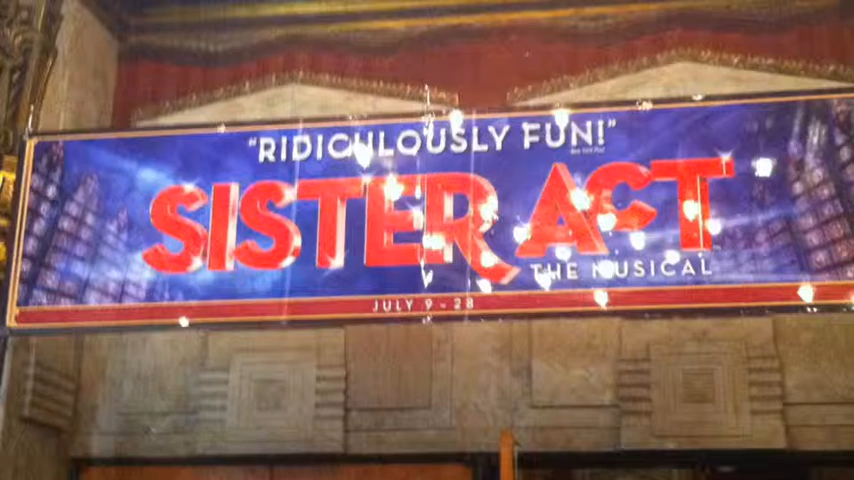 "RIDICULOUSLY FUN!"
SISTER ACT
THE MUSICAL
JULY 9 - 28